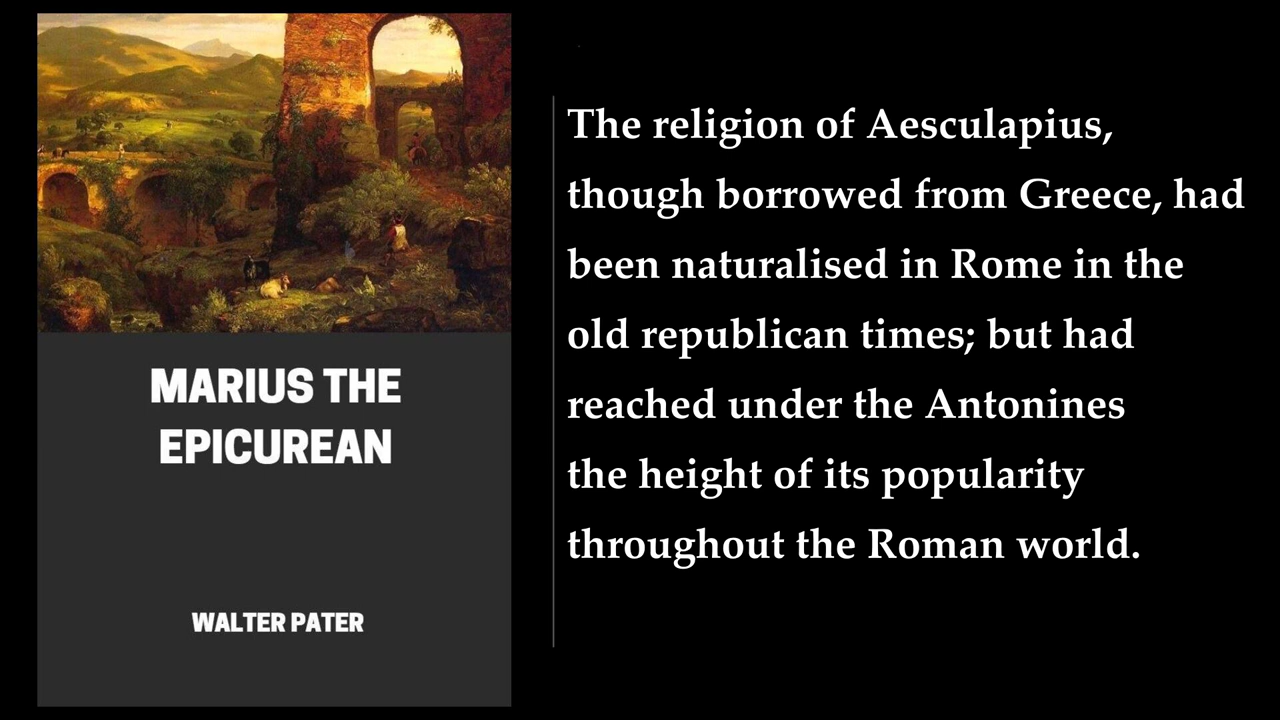 MARIUS THE
EPICUREAN
WALTER PATER
The religion of Aesculapius,
though borrowed from Greece, had
been naturalised in Rome in the
old republican times; but had
reached under the Antonines
the height of its popularity
throughout the Roman world.